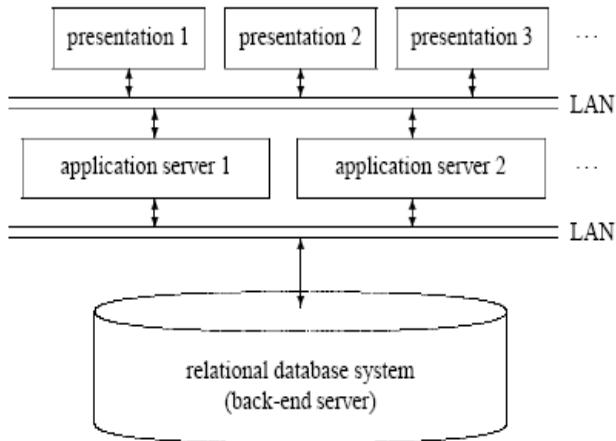 presentation 1
presentation 2
presentation 3
...
LAN
application server 1
application server 2
...
LAN
relational database system
(back-end server)